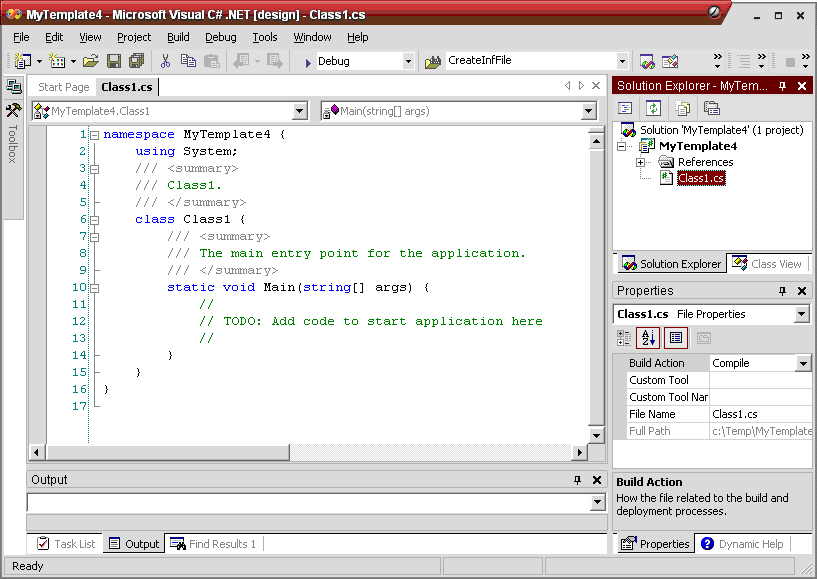 MyTemplate4 - Microsoft Visual C# .NET [design] - Class1.cs
File Edit View Project Build Debug Tools Window Help
Debug CreateInfFile
Start Page Class1.cs
MyTemplate4.Class1 Main(string[] args)
1 namespace MyTemplate4 {
2 using System;
3 /// <summary>
4 /// Class1.
5 /// </summary>
6 class Class1 {
7 /// <summary>
8 /// The main entry point for the application.
9 /// </summary>
10 static void Main(string[] args) {
11 //
12 // TODO: Add code to start application here
13 //
14 }
15 }
16 }
17
Toolbox
Output
Task List Output Find Results 1
Solution Explorer - MyTem...
Solution 'MyTemplate4' (1 project)
MyTemplate4
References
Class1.cs
Solution Explorer Class View
Properties
Class1.cs File Properties
Build Action Compile
Custom Tool
Custom Tool Nar
File Name Class1.cs
Full Path c:\Temp\MyTemplate
Build Action
How the file related to the build and
deployment processes.
Properties Dynamic Help
Ready